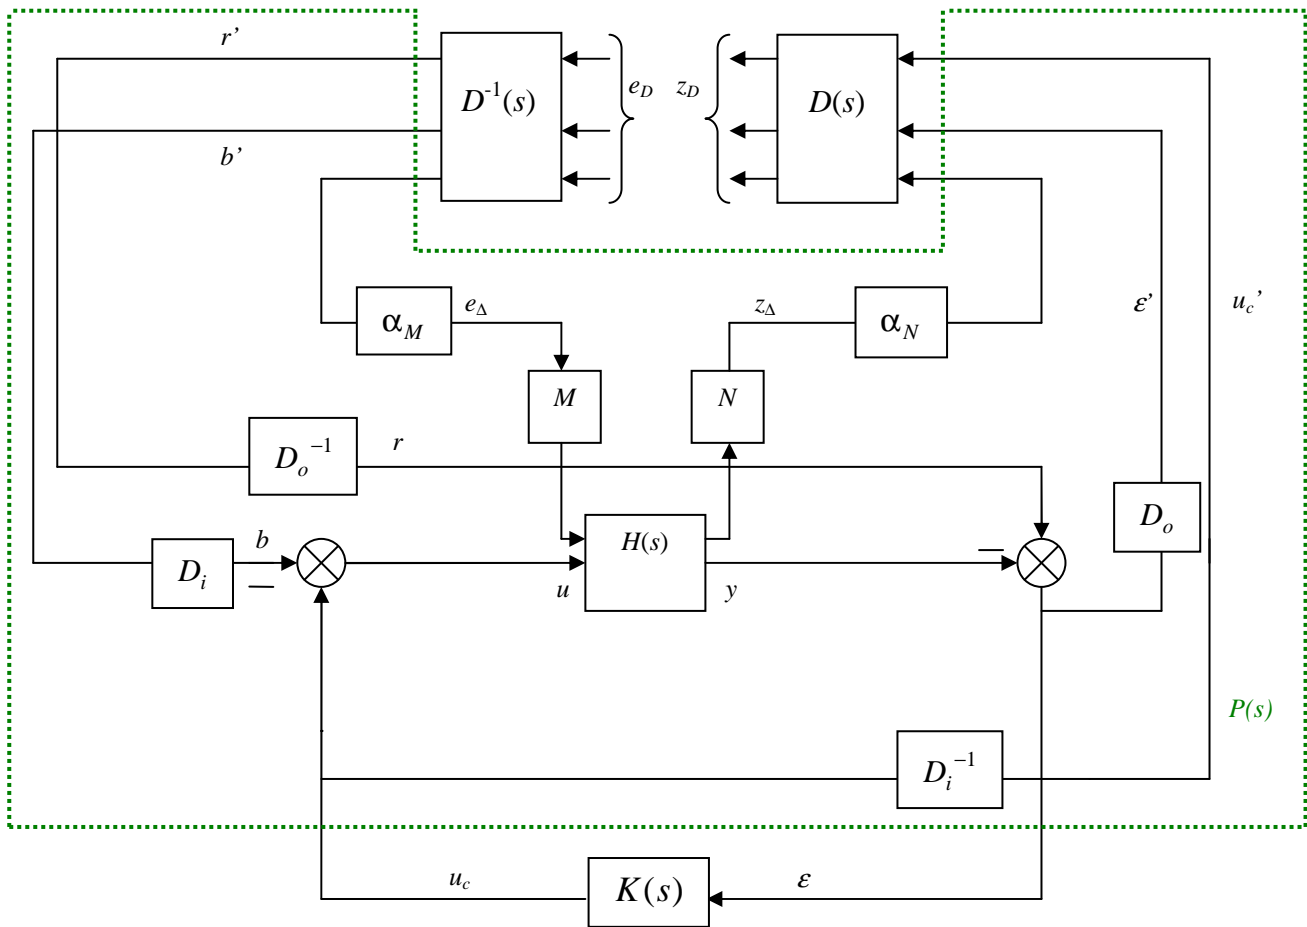 r’
D⁻¹(s)
e_D
z_D
D(s)
b’
α_M
e_Δ
z_Δ
α_N
ε’
u_c’
M
N
D_o⁻¹
r
D_o
b
D_i
H(s)
u
y
P(s)
D_i⁻¹
u_c
K(s)
ε